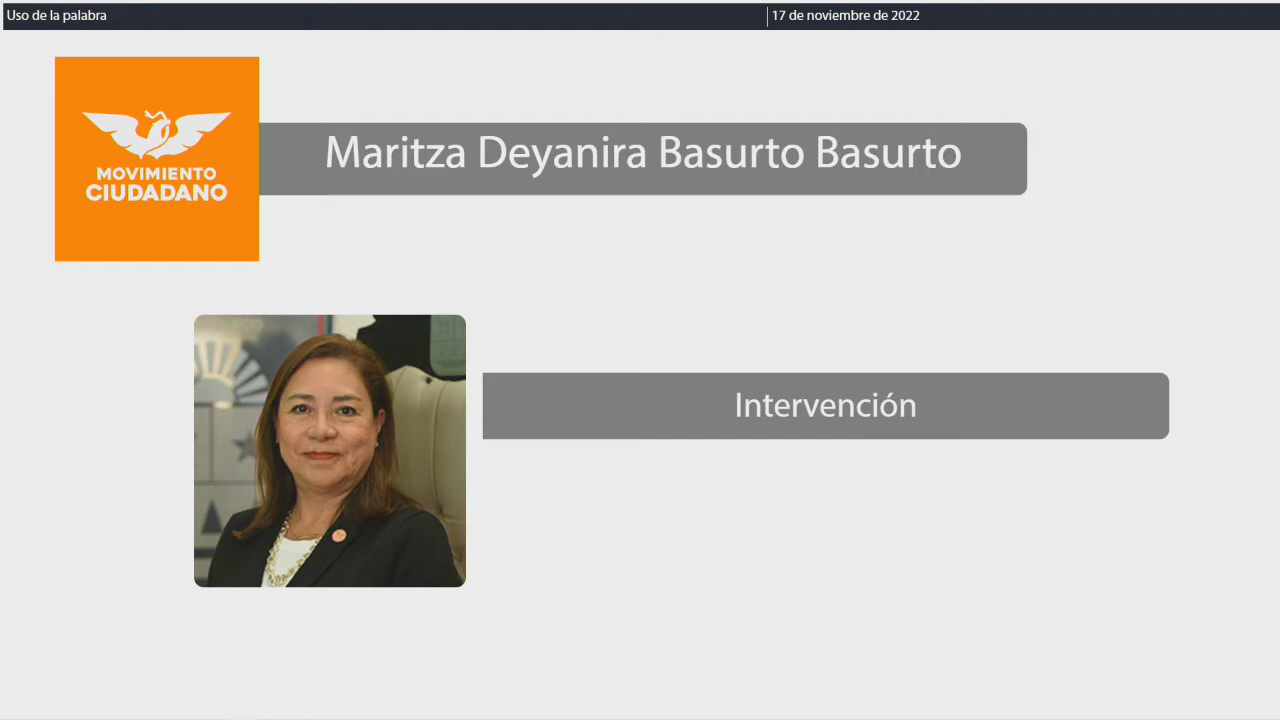 Uso de la palabra
17 de noviembre de 2022
MOVIMIENTO
CIUDADANO
Maritza Deyanira Basurto Basurto
Intervención